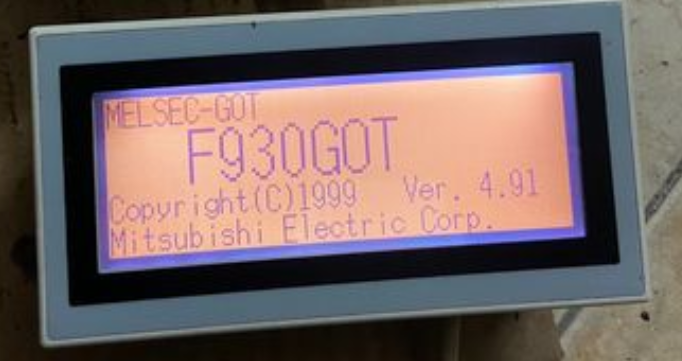 MELSEC-GOT
F930GOT
Copyright(C)1999 Ver. 4.91
Mitsubishi Electric Corp.